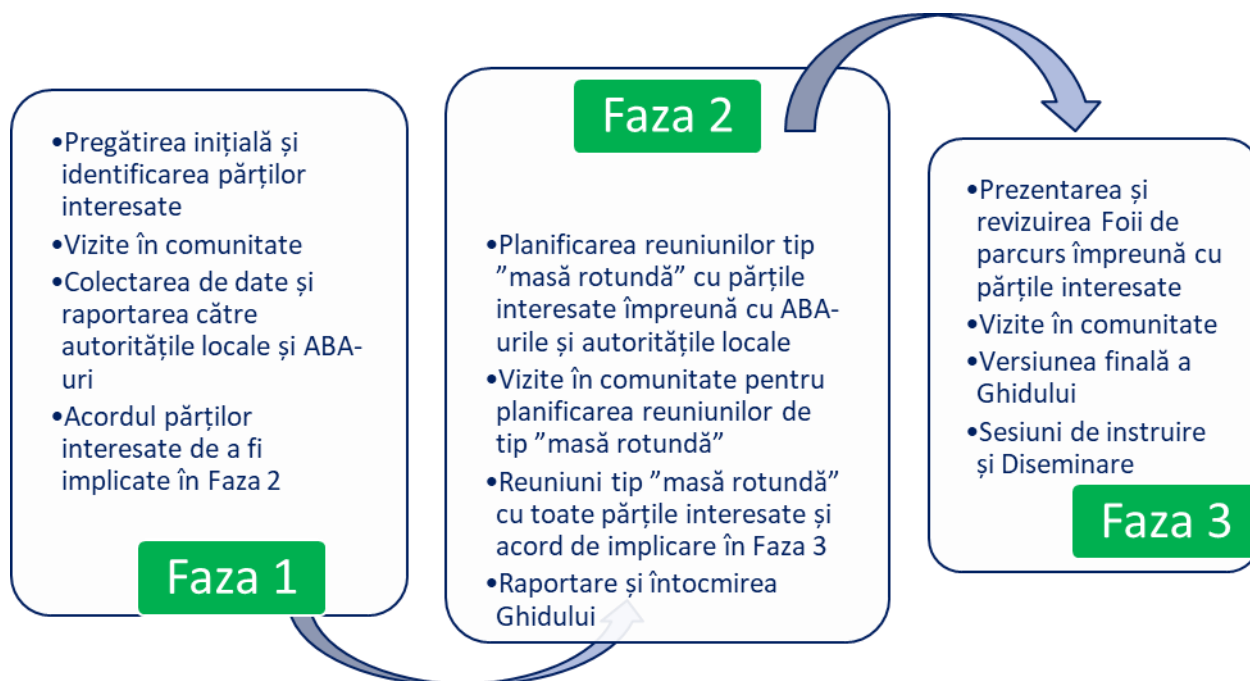 •Pregătirea inițială și
identificarea părților
interesate
•Vizite în comunitate
•Colectarea de date și
raportarea către
autoritățile locale și ABA-
uri
•Acordul părților
interesate de a fi
implicate în Faza 2
Faza 1
Faza 2
•Planificarea reuniunilor tip
”masă rotundă” cu părțile
interesate împreună cu ABA-
urile și autoritățile locale
•Vizite în comunitate pentru
planificarea reuniunilor de
tip ”masă rotundă”
•Reuniuni tip ”masă rotundă”
cu toate părțile interesate și
acord de implicare în Faza 3
•Raportare și întocmirea
Ghidului
•Prezentarea și
revizuirea Foii de
parcurs împreună cu
părțile interesate
•Vizite în comunitate
•Versiunea finală a
Ghidului
•Sesiuni de instruire
și Diseminare
Faza 3